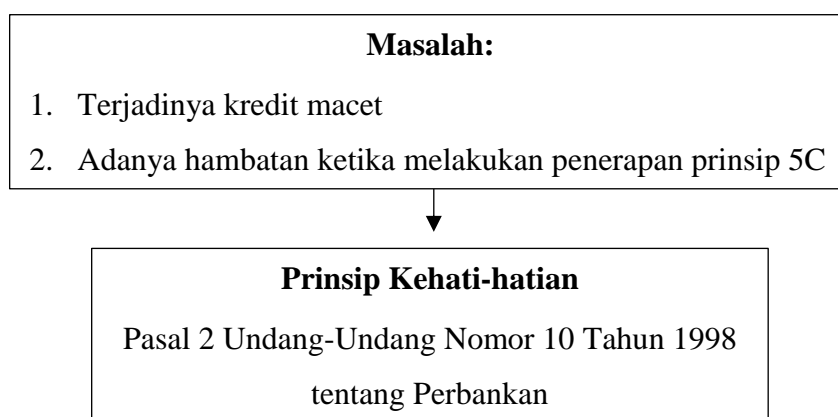 Masalah:
1. Terjadinya kredit macet
2. Adanya hambatan ketika melakukan penerapan prinsip 5C
Prinsip Kehati-hatian
Pasal 2 Undang-Undang Nomor 10 Tahun 1998
tentang Perbankan